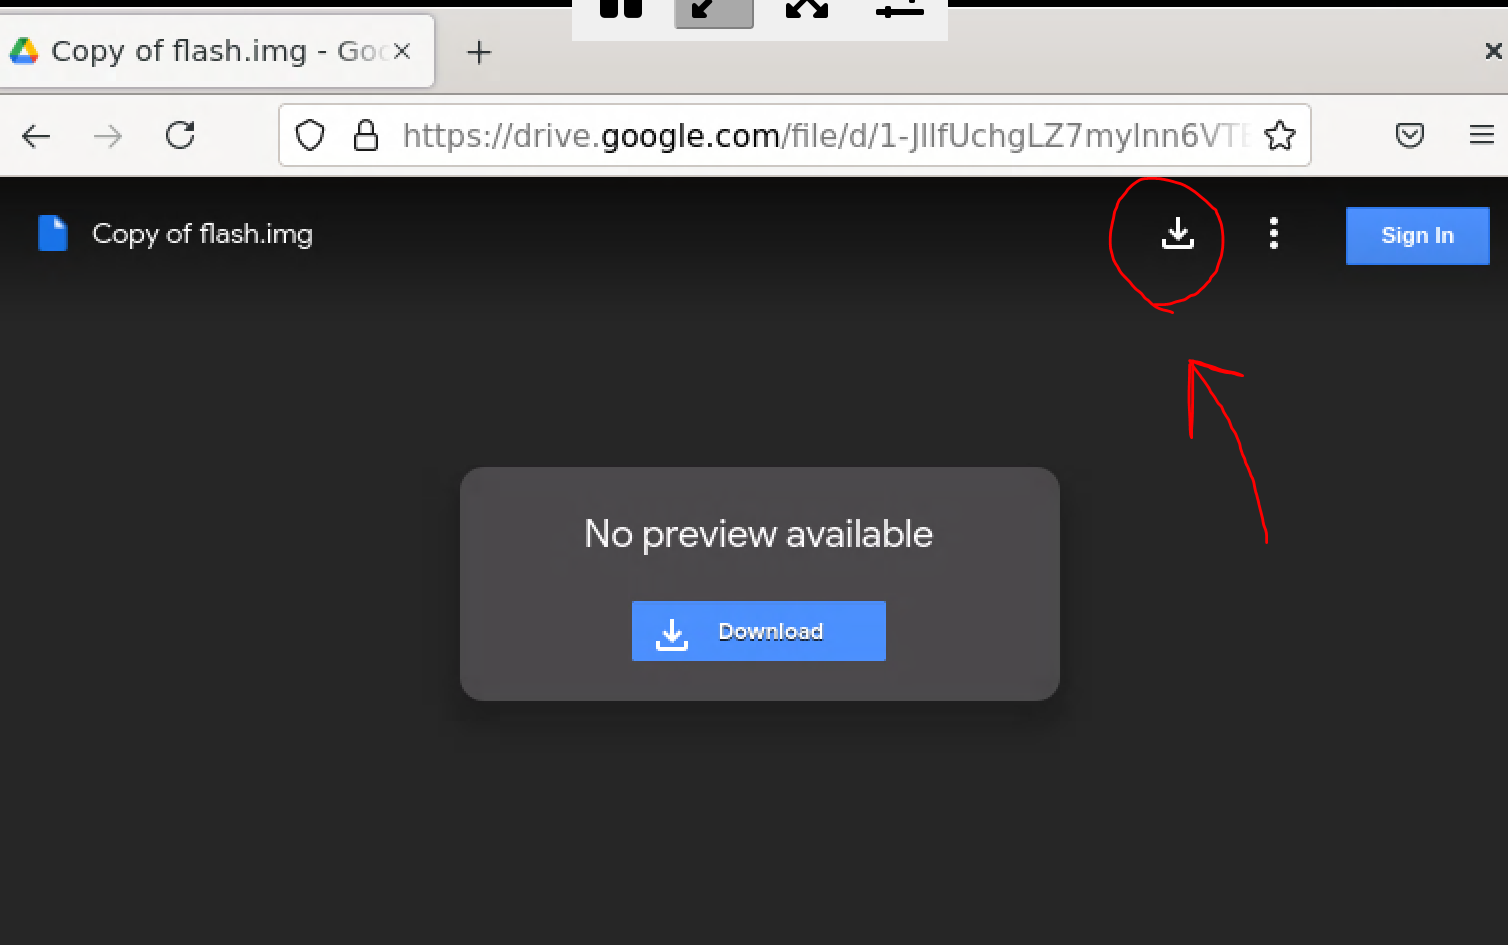 Copy of flash.img - Goo
https://drive.google.com/file/d/1-JllfUchgLZ7mylnn6VTE
Copy of flash.img
Sign In
No preview available
Download